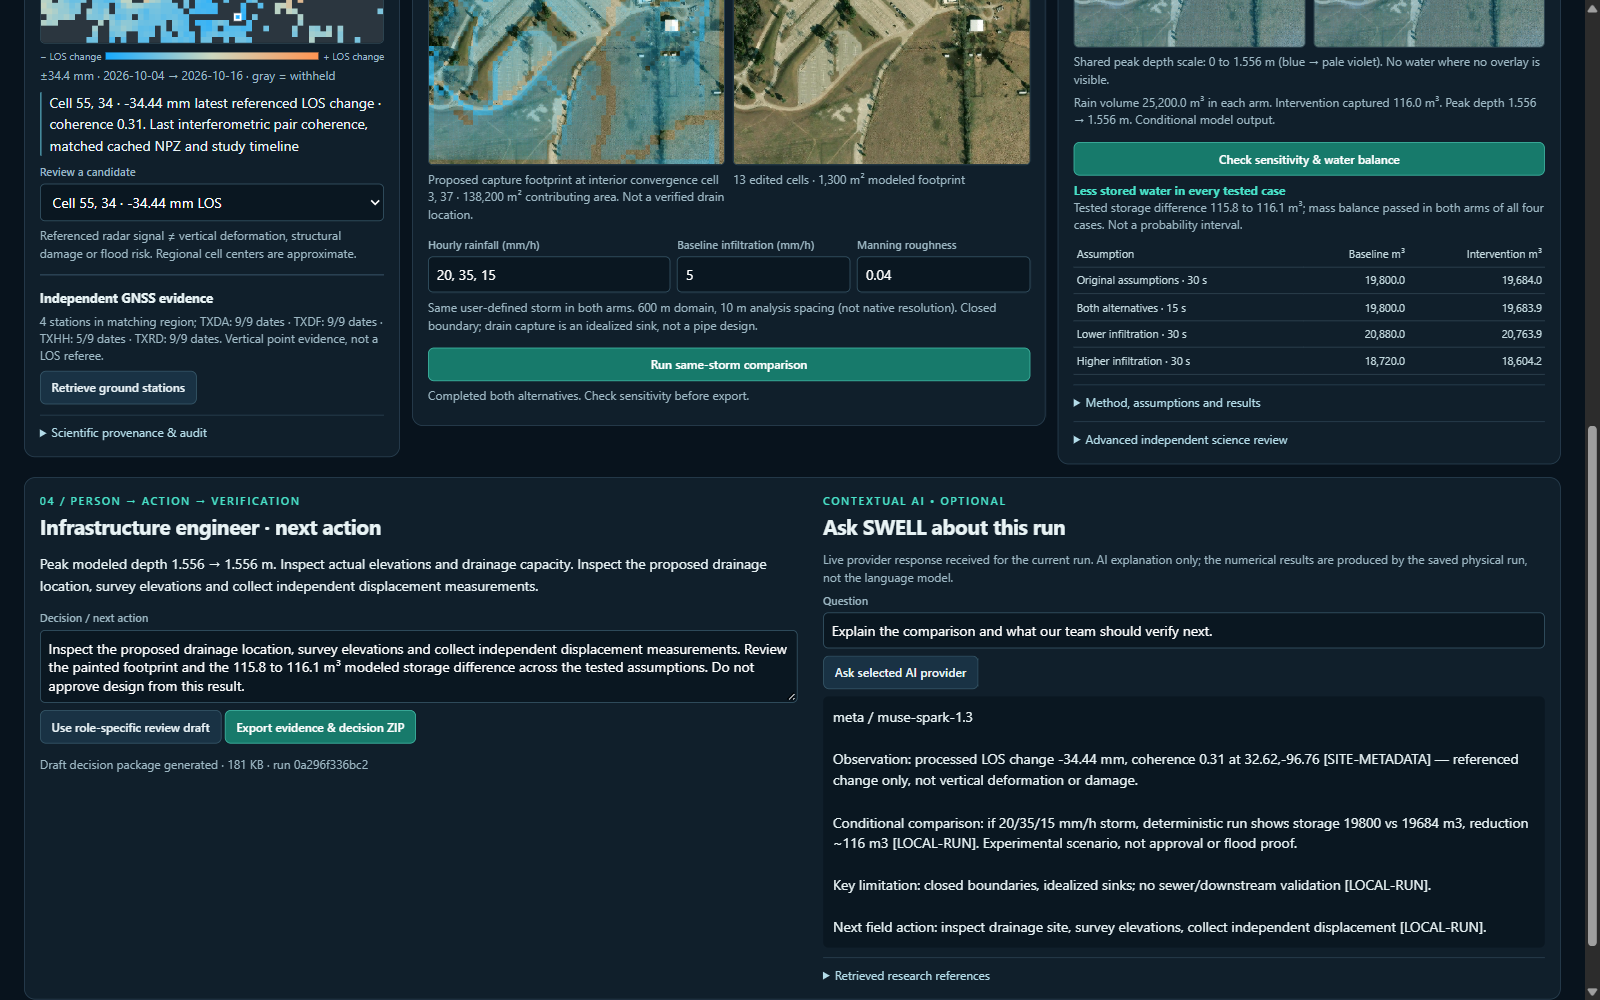 − LOS change
+ LOS change
±34.4 mm · 2026-10-04 → 2026-10-16 · gray = withheld
Cell 55, 34 · -34.44 mm latest referenced LOS change ·
coherence 0.31. Last interferometric pair coherence,
matched cached NPZ and study timeline
Review a candidate
Cell 55, 34 · -34.44 mm LOS
Referenced radar signal ≠ vertical deformation, structural
damage or flood risk. Regional cell centers are approximate.
Independent GNSS evidence
4 stations in matching region; TXDA: 9/9 dates · TXDF: 9/9 dates ·
TXHH: 5/9 dates · TXRD: 9/9 dates. Vertical point evidence, not a
LOS referee.
Retrieve ground stations
▶ Scientific provenance & audit
Proposed capture footprint at interior convergence cell
3, 37 · 138,200 m² contributing area. Not a verified drain
location.
13 edited cells · 1,300 m² modeled footprint
Hourly rainfall (mm/h)
Baseline infiltration (mm/h)
Manning roughness
20, 35, 15
5
0.04
Same user-defined storm in both arms. 600 m domain, 10 m analysis spacing (not native resolution). Closed
boundary; drain capture is an idealized sink, not a pipe design.
Run same-storm comparison
Completed both alternatives. Check sensitivity before export.
Shared peak depth scale: 0 to 1.556 m (blue → pale violet). No water where no overlay is
visible.
Rain volume 25,200.0 m³ in each arm. Intervention captured 116.0 m³. Peak depth 1.556
→ 1.556 m. Conditional model output.
Check sensitivity & water balance
Less stored water in every tested case
Tested storage difference 115.8 to 116.1 m³; mass balance passed in both arms of all four
cases. Not a probability interval.
Assumption Baseline m³ Intervention m³
Original assumptions · 30 s 19,800.0 19,684.0
Both alternatives · 15 s 19,800.0 19,683.9
Lower infiltration · 30 s 20,880.0 20,763.9
Higher infiltration · 30 s 18,720.0 18,604.2
▶ Method, assumptions and results
▶ Advanced independent science review
04 / PERSON → ACTION → VERIFICATION
Infrastructure engineer · next action
Peak modeled depth 1.556 → 1.556 m. Inspect actual elevations and drainage capacity. Inspect the proposed drainage
location, survey elevations and collect independent displacement measurements.
Decision / next action
Inspect the proposed drainage location, survey elevations and collect independent displacement measurements. Review
the painted footprint and the 115.8 to 116.1 m³ modeled storage difference across the tested assumptions. Do not
approve design from this result.
Use role-specific review draft
Export evidence & decision ZIP
Draft decision package generated · 181 KB · run 0a296f336bc2
CONTEXTUAL AI • OPTIONAL
Ask SWELL about this run
Live provider response received for the current run. AI explanation only; the numerical results are produced by the saved physical run,
not the language model.
Question
Explain the comparison and what our team should verify next.
Ask selected AI provider
meta / muse-spark-1.3
Observation: processed LOS change -34.44 mm, coherence 0.31 at 32.62,-96.76 [SITE-METADATA] — referenced
change only, not vertical deformation or damage.
Conditional comparison: if 20/35/15 mm/h storm, deterministic run shows storage 19800 vs 19684 m3, reduction
~116 m3 [LOCAL-RUN]. Experimental scenario, not approval or flood proof.
Key limitation: closed boundaries, idealized sinks; no sewer/downstream validation [LOCAL-RUN].
Next field action: inspect drainage site, survey elevations, collect independent displacement [LOCAL-RUN].
▶ Retrieved research references